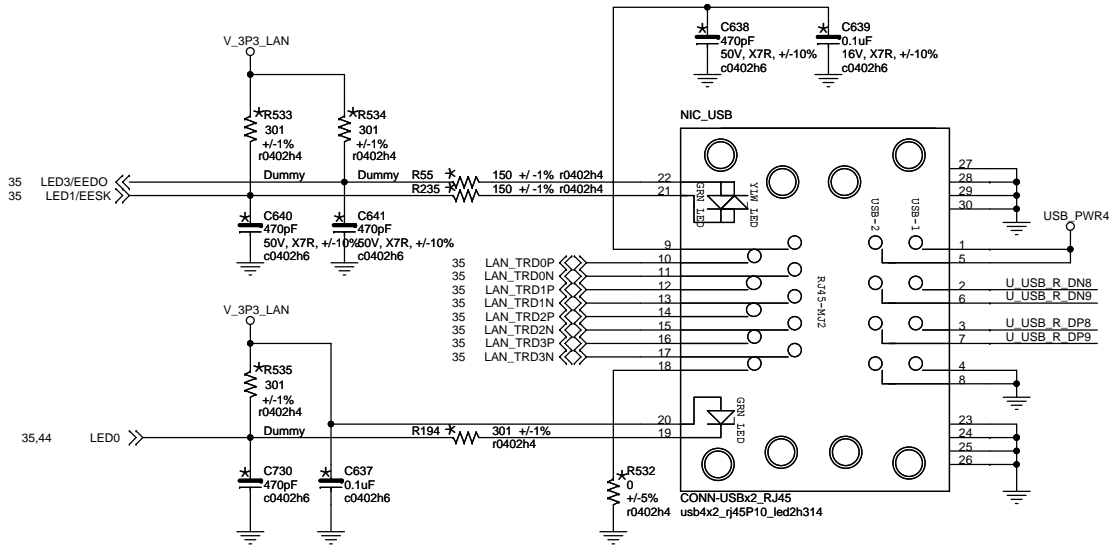 C638
470pF
50V, X7R, +/-10%
c0402h6
C639
0.1uF
16V, X7R, +/-10%
c0402h6
V_3P3_LAN
R533
301
+/-1%
r0402h4
Dummy
R534
301
+/-1%
r0402h4
Dummy
NIC_USB
35 LED3/EEDO
R55 150 +/-1% r0402h4 22
35 LED1/EESK
R235 150 +/-1% r0402h4 21
GRN LED
YLW LED
C640
470pF
50V, X7R, +/-10%
c0402h6
C641
470pF
50V, X7R, +/-10%
c0402h6
USB-2
USB-1
27
28
29
30
USB_PWR4
9
35 LAN_TRD0P 10
35 LAN_TRD0N 11
35 LAN_TRD1P 12
35 LAN_TRD1N 13
35 LAN_TRD2P 14
35 LAN_TRD2N 15
35 LAN_TRD3P 16
35 LAN_TRD3N 17
18
RJ45-MJ2
1
5
2 U_USB_R_DN8
6 U_USB_R_DN9
3 U_USB_R_DP8
7 U_USB_R_DP9
4
8
V_3P3_LAN
R535
301
+/-1%
r0402h4
Dummy
35,44 LED0
R194 301 +/-1%
r0402h4
20
19
GRN LED
23
24
25
26
C730
470pF
c0402h6
C637
0.1uF
c0402h6
R532
0
+/-5%
r0402h4
CONN-USBx2_RJ45
usb4x2_rj45P10_led2h314